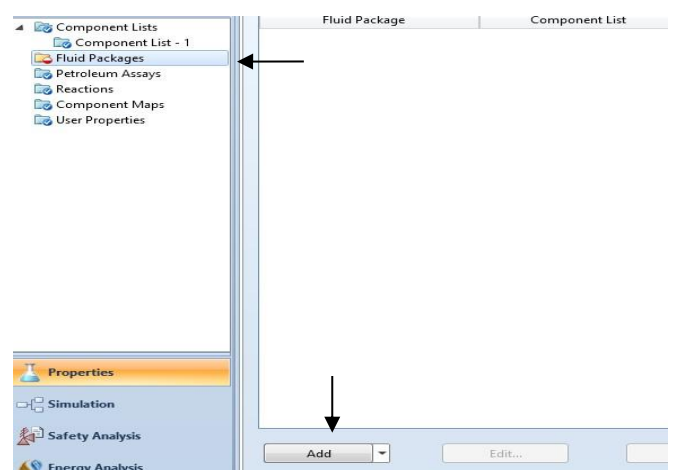 Component Lists
Component List - 1
Fluid Packages
Petroleum Assays
Reactions
Component Maps
User Properties
Properties
Simulation
Safety Analysis
Energy Analysis
Fluid Package Component List
Add Edit...